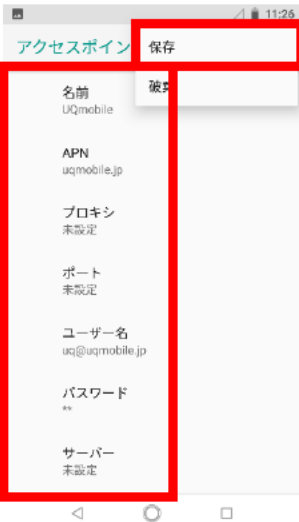 11:26
アクセスポイン
保存
破
名前
UQmobile
APN
uqmobile.jp
プロキシ
未設定
ポート
未設定
ユーザー名
uq@uqmobile.jp
パスワード
**
サーバー
未設定